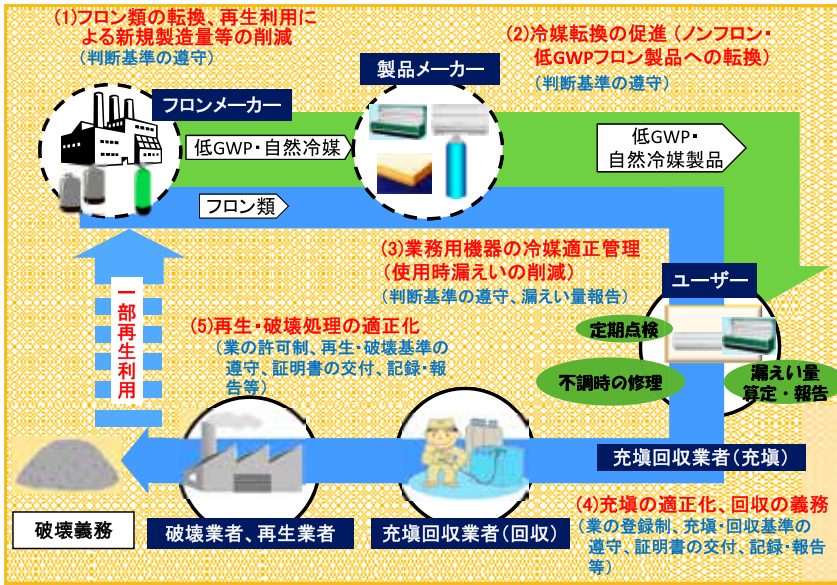 (1)フロン類の転換、再生利用に
よる新規製造量等の削減
(判断基準の遵守)
(2)冷媒転換の促進(ノンフロン・
低GWPフロン製品への転換)
(判断基準の遵守)
製品メーカー
フロンメーカー
低GWP・自然冷媒
低GWP・
自然冷媒製品
フロン類
(3)業務用機器の冷媒適正管理
(使用時漏えいの削減)
(判断基準の遵守、漏えい量報告)
ユーザー
定期点検
不調時の修理
漏えい量
算定・報告
一部再生利用
(5)再生・破壊処理の適正化
(業の許可制、再生・破壊基準の
遵守、証明書の交付、記録・報
告等)
充塡回収業者(充塡)
(4)充塡の適正化、回収の義務
(業の登録制、充塡・回収基準の
遵守、証明書の交付、記録・報告
等)
破壊義務
破壊業者、再生業者
充塡回収業者(回収)